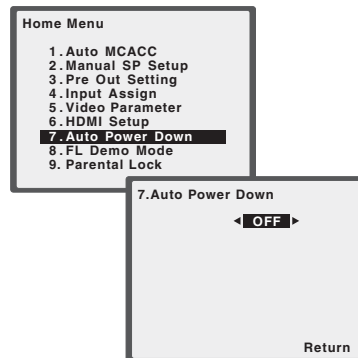 Home Menu
1.Auto MCACC
2.Manual SP Setup
3.Pre Out Setting
4.Input Assign
5.Video Parameter
6.HDMI Setup
7.Auto Power Down
8.FL Demo Mode
9. Parental Lock
7.Auto Power Down
◀ OFF ▶
Return